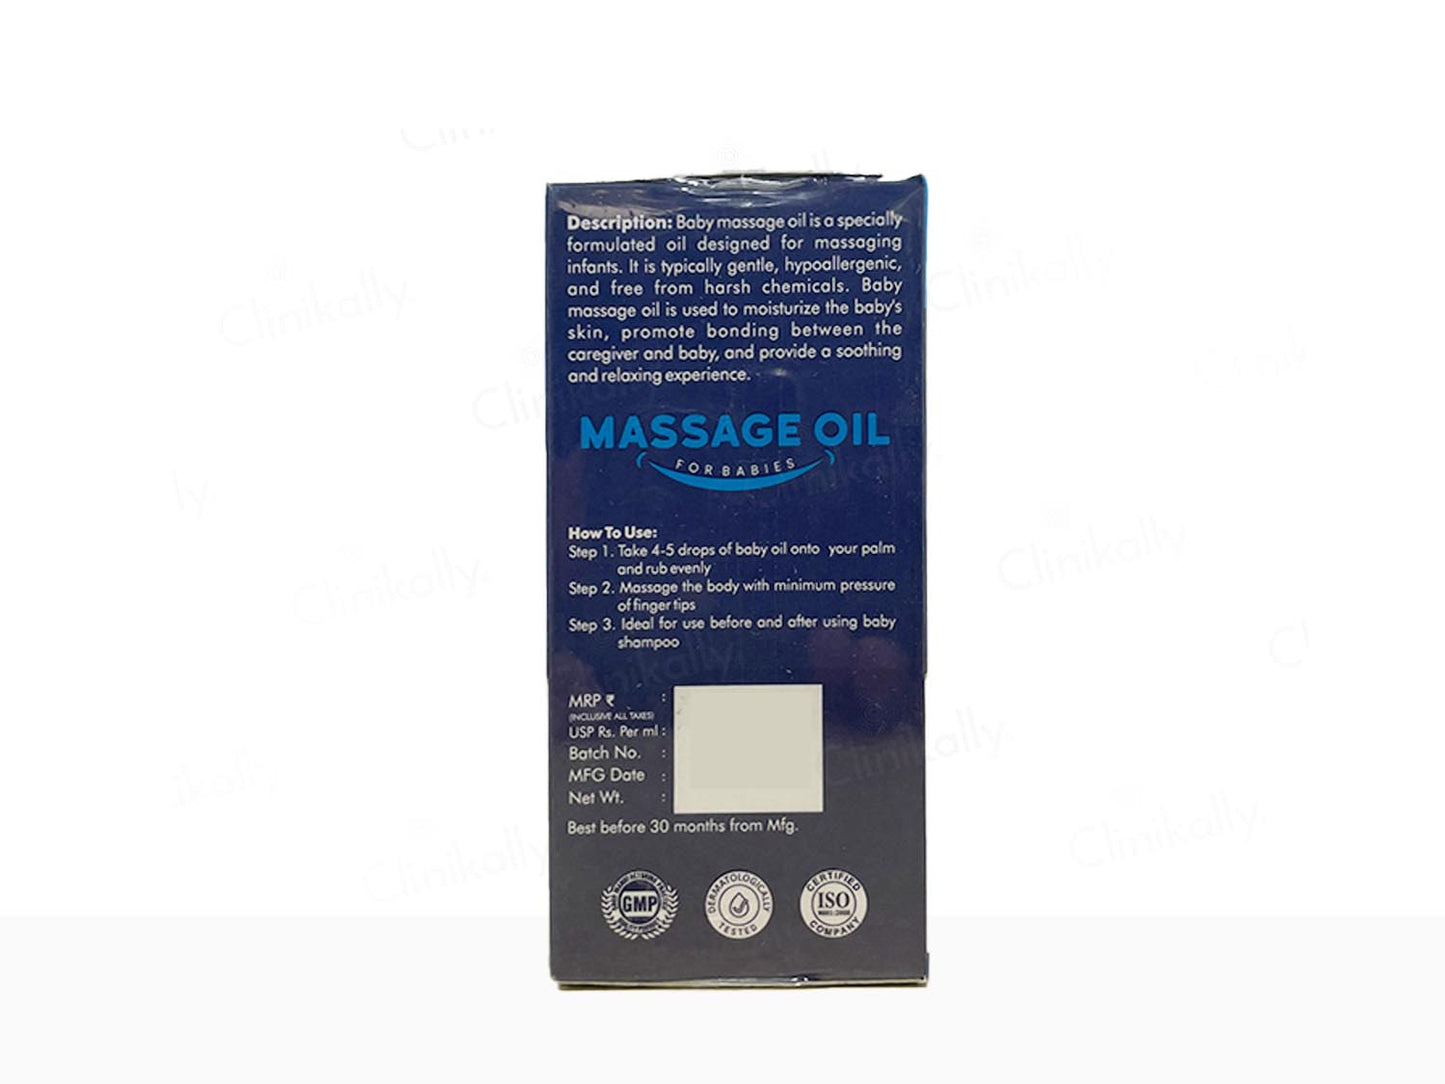 Description: Baby massage oil is a specially
formulated oil designed for massaging
infants. It is typically gentle, hypoallergenic,
and free from harsh chemicals. Baby
massage oil is used to moisturize the baby's
skin, promote bonding between the
caregiver and baby, and provide a soothing
and relaxing experience.
MASSAGE OIL
FOR BABIES
How To Use:
Step 1. Take 4-5 drops of baby oil onto your palm
and rub evenly
Step 2. Massage the body with minimum pressure
of finger tips
Step 3. Ideal for use before and after using baby
shampoo
MRP ₹ :
(INCLUSIVE ALL TAXES)
USP Rs. Per ml :
Batch No. :
MFG Date :
Net Wt. :
Best before 30 months from Mfg.
GMP
DERMATOLOGICALLY
TESTED
CERTIFIED
ISO
COMPANY
Clinikally.